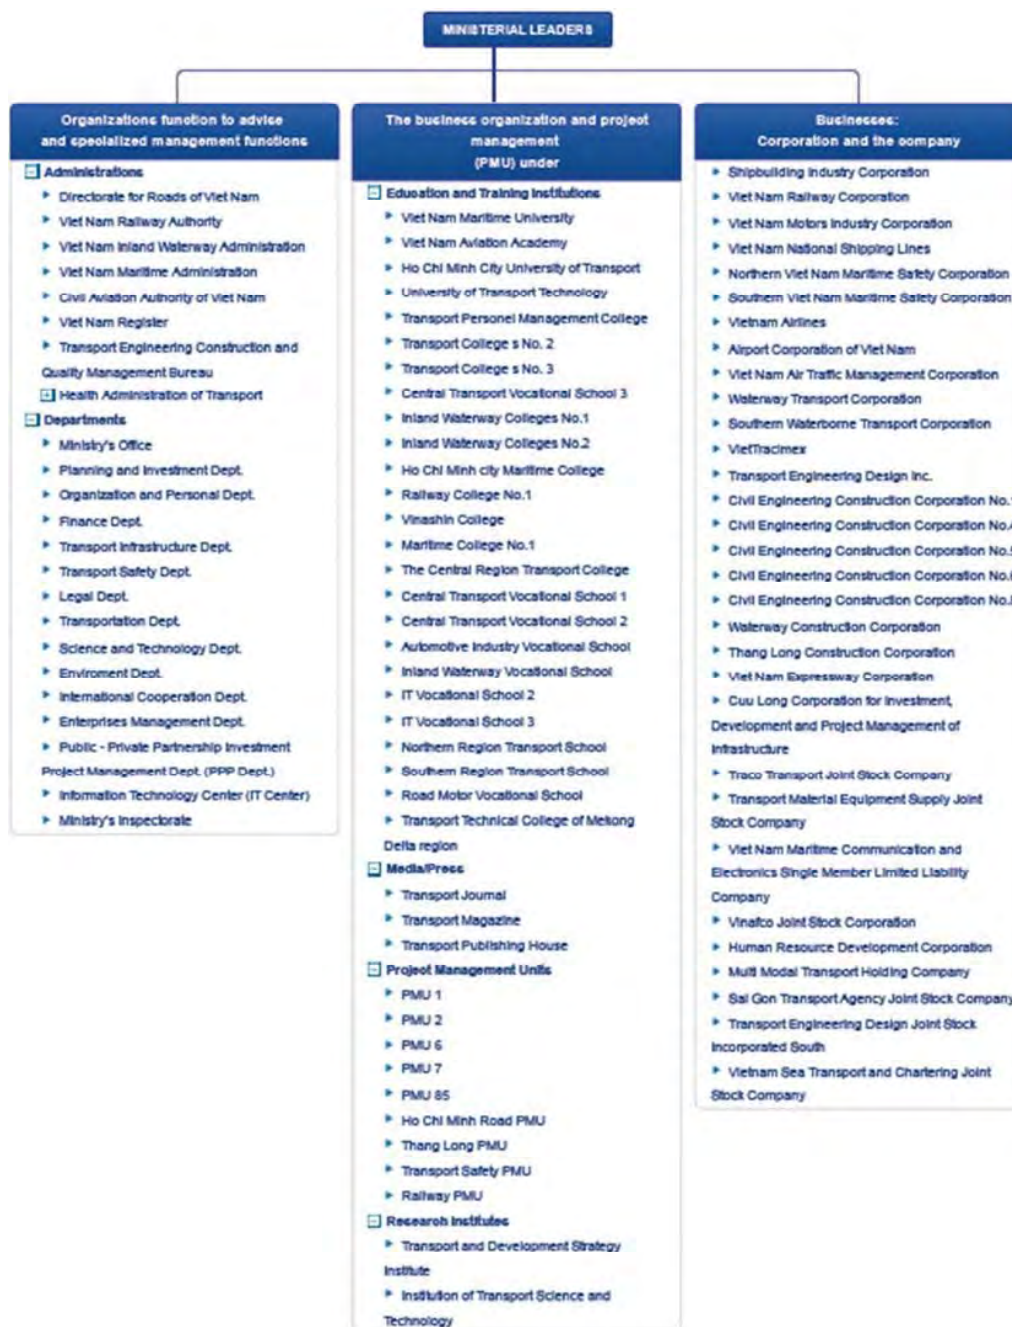 MINISTERIAL LEADERS
Organizations function to advise
and specialized management functions
Administrations
Directorate for Roads of Viet Nam
Viet Nam Railway Authority
Viet Nam Inland Waterway Administration
Viet Nam Maritime Administration
Civil Aviation Authority of Viet Nam
Viet Nam Register
Transport Engineering Construction and
Quality Management Bureau
Health Administration of Transport
Departments
Ministry's Office
Planning and Investment Dept.
Organization and Personal Dept.
Finance Dept.
Transport Infrastructure Dept.
Transport Safety Dept.
Legal Dept.
Transportation Dept.
Science and Technology Dept.
Enviroment Dept.
International Cooperation Dept.
Enterprises Management Dept.
Public - Private Partnership Investment
Project Management Dept. (PPP Dept.)
Information Technology Center (IT Center)
Ministry's Inspectorate
The business organization and project
management
(PMU) under
Education and Training Institutions
Viet Nam Maritime University
Viet Nam Aviation Academy
Ho Chi Minh City University of Transport
University of Transport Technology
Transport Personel Management College
Transport College s No. 2
Transport College s No. 3
Central Transport Vocational School 3
Inland Waterway Colleges No.1
Inland Waterway Colleges No.2
Ho Chi Minh city Maritime College
Railway College No.1
Vinashin College
Maritime College No.1
The Central Region Transport College
Central Transport Vocational School 1
Central Transport Vocational School 2
Automotive Industry Vocational School
Inland Waterway Vocational School
IT Vocational School 2
IT Vocational School 3
Northern Region Transport School
Southern Region Transport School
Road Motor Vocational School
Transport Technical College of Mekong
Delta region
Media/Press
Transport Journal
Transport Magazine
Transport Publishing House
Project Management Units
PMU 1
PMU 2
PMU 6
PMU 7
PMU 85
Ho Chi Minh Road PMU
Thang Long PMU
Transport Safety PMU
Railway PMU
Research Institutes
Transport and Development Strategy
Institute
Institution of Transport Science and
Technology
Businesses:
Corporation and the company
Shipbuilding Industry Corporation
Viet Nam Railway Corporation
Viet Nam Motors Industry Corporation
Viet Nam National Shipping Lines
Northern Viet Nam Maritime Safety Corporation
Southern Viet Nam Maritime Safety Corporation
Vietnam Airlines
Airport Corporation of Viet Nam
Viet Nam Air Traffic Management Corporation
Waterway Transport Corporation
Southern Waterborne Transport Corporation
VietTracimex
Transport Engineering Design Inc.
Civil Engineering Construction Corporation
Civil Engineering Construction Corporation
Civil Engineering Construction Corporation
Civil Engineering Construction Corporation
Civil Engineering Construction Corporation
Waterway Construction Corporation
Thang Long Construction Corporation
Viet Nam Expressway Corporation
Cuu Long Corporation for Investment,
Development and Project Management of
Infrastructure
Traco Transport Joint Stock Company
Transport Material Equipment Supply Joint
Stock Company
Viet Nam Maritime Communication and
Electronics Single Member Limited Liability
Company
Vinafco Joint Stock Corporation
Human Resource Development Corporation
Multi Modal Transport Holding Company
Sai Gon Transport Agency Joint Stock Company
Transport Engineering Design Joint Stock
Incorporated South
Vietnam Sea Transport and Chartering Joint
Stock Company